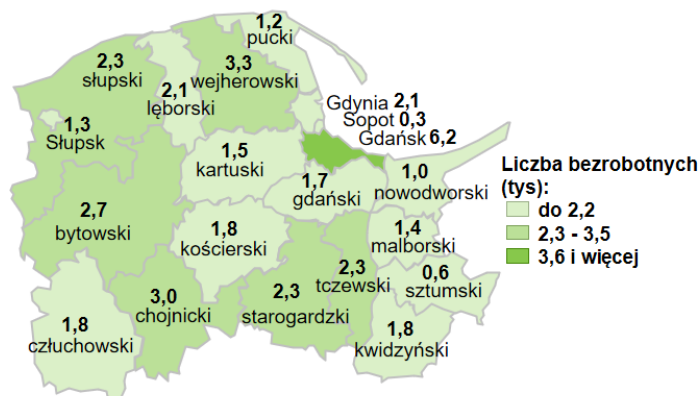 1,2
pucki
2,3
słupski
3,3
wejherowski
2,1
lęborski
Gdynia 2,1
Sopot 0,3
Gdańsk 6,2
1,3
Słupsk
1,5
kartuski
1,7
gdański
1,0
nowodworski
2,7
bytowski
1,8
kościerski
1,4
malborski
2,3
tczewski
0,6
sztumski
3,0
chojnicki
2,3
starogardzki
1,8
człuchowski
1,8
kwidzyński
Liczba bezrobotnych
(tys):
do 2,2
2,3 - 3,5
3,6 i więcej